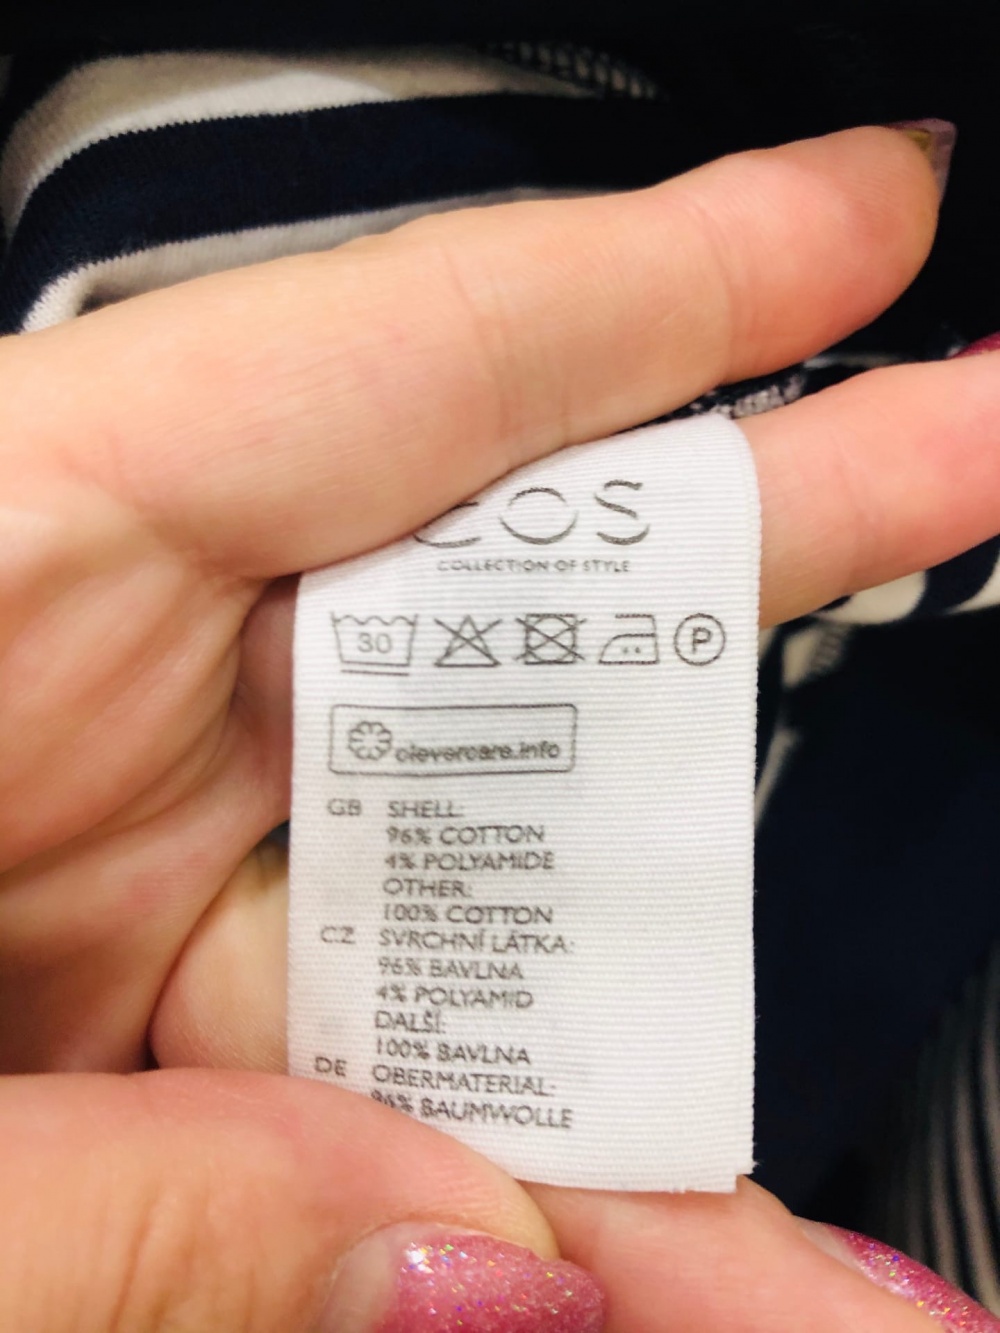 COS
COLLECTION OF STYLE
30 P
clevercare.info
GB SHELL:
96% COTTON
4% POLYAMIDE
OTHER:
100% COTTON
CZ SVRCHNÍ LÁTKA:
96% BAVLNA
4% POLYAMID
DALŠÍ:
100% BAVLNA
DE OBERMATERIAL:
96% BAUMWOLLE